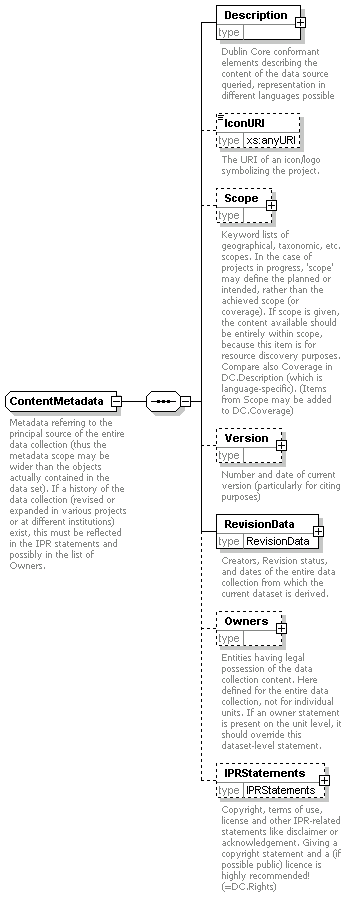 Description
type
Dublin Core conformant
elements describing the
content of the data source
queried, representation in
different languages possible
IconURI
type xs:anyURI
The URI of an icon/logo
symbolizing the project.
Scope
type
Keyword lists of
geographical, taxonomic, etc.
scopes. In the case of
projects in progress, 'scope'
may define the planned or
intended, rather than the
achieved scope (or
coverage). If scope is given,
the content available should
be entirely within scope,
because this item is for
resource discovery purposes.
Compare also Coverage in
DC.Description (which is
language-specific). (Items
from Scope may be added
to DC.Coverage)
ContentMetadata
Metadata referring to the
principal source of the entire
data collection (thus the
metadata scope may be
wider than the objects
actually contained in the
data set). If a history of the
data collection (revised or
expanded in various projects
or at different institutions)
exist, this must be reflected
in the IPR statements and
possibly in the list of
Owners.
Version
type
Number and date of current
version (particularly for citing
purposes)
RevisionData
type RevisionData
Creators, Revision status,
and dates of the entire data
collection from which the
current dataset is derived.
Owners
type
Entities having legal
possession of the data
collection content. Here
defined for the entire data
collection, not for individual
units. If an owner statement
is present on the unit level, it
should override this
dataset-level statement.
IPRStatements
type IPRStatements
Copyright, terms of use,
license and other IPR-related
statements like disclaimer or
acknowledgement. Giving a
copyright statement and a (if
possible public) licence is
highly recommended!
(=DC.Rights)